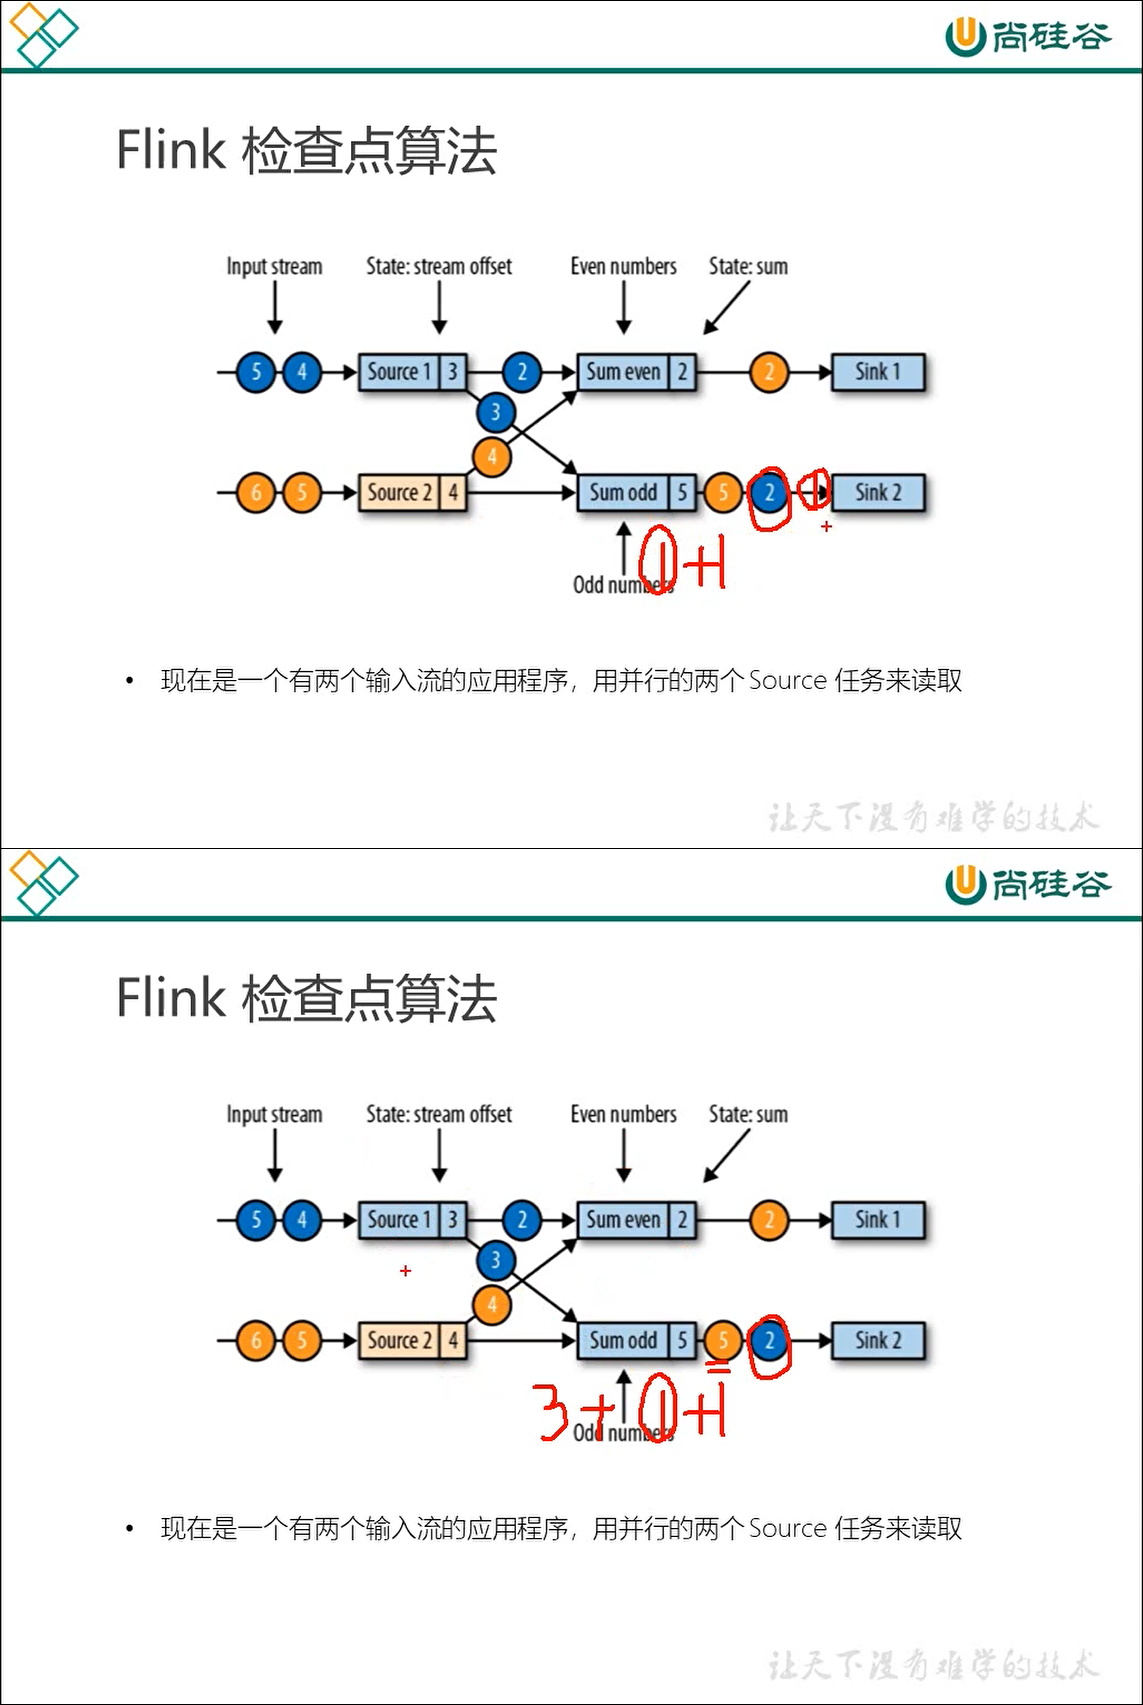 尚硅谷
Flink 检查点算法
Input stream State: stream offset Even numbers State: sum
5 4 Source 1 3 2 Sum even 2 2 Sink 1
3
4
6 5 Source 2 4 Sum odd 5 5 2 1 Sink 2
1+1
Odd numbers
• 现在是一个有两个输入流的应用程序，用并行的两个 Source 任务来读取
让天下没有难学的技术
尚硅谷
Flink 检查点算法
Input stream State: stream offset Even numbers State: sum
5 4 Source 1 3 2 Sum even 2 2 Sink 1
3
4
6 5 Source 2 4 Sum odd 5 5 2 Sink 2
3+1+1
Odd numbers
• 现在是一个有两个输入流的应用程序，用并行的两个 Source 任务来读取
让天下没有难学的技术